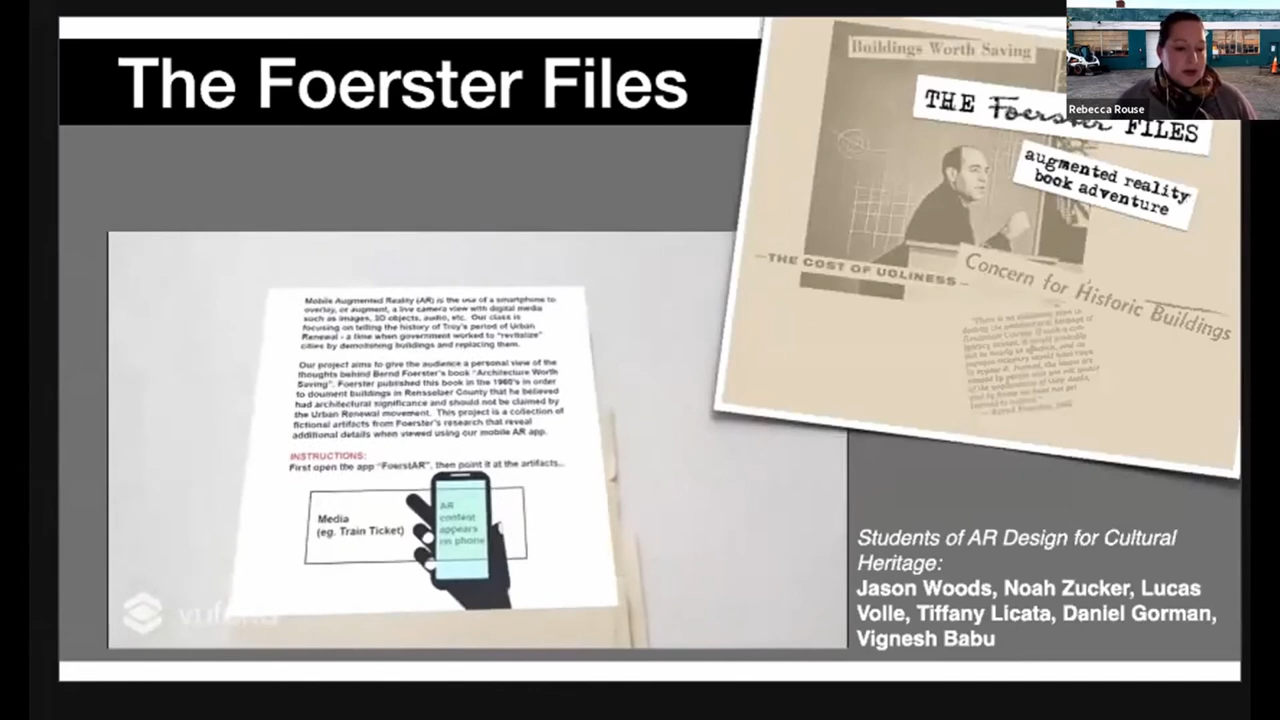 The Foerster Files
Rebecca Rouse
Buildings Worth Saving
THE Foerster FILES
augmented reality
book adventure
—THE COST OF UGLINESS—
Concern for Historic Buildings
Mobile Augmented Reality (AR) is the use of a smartphone to
overlay, or augment, a live camera view with digital media
such as images, 3D objects, audio, etc. Our class is
focusing on telling the history of Troy's period of Urban
Renewal - a time when government worked to "revitalize"
cities by demolishing buildings and replacing them.
Our project aims to give the audience a personal view of the
thoughts behind Bernd Foerster's book "Architecture Worth
Saving". Foerster published this book in the 1960's in order
to document buildings in Rensselaer County that he believed
had architectural significance and should not be claimed by
the Urban Renewal movement. This project is a collection of
fictional artifacts from Foerster's research that reveal
additional details when viewed using our mobile AR app.
INSTRUCTIONS:
First open the app "FoerstAR", then point it at the artifacts...
Media
(eg. Train Ticket)
AR
content
appears
on phone
vuforia
Students of AR Design for Cultural
Heritage:
Jason Woods, Noah Zucker, Lucas
Volle, Tiffany Licata, Daniel Gorman,
Vignesh Babu